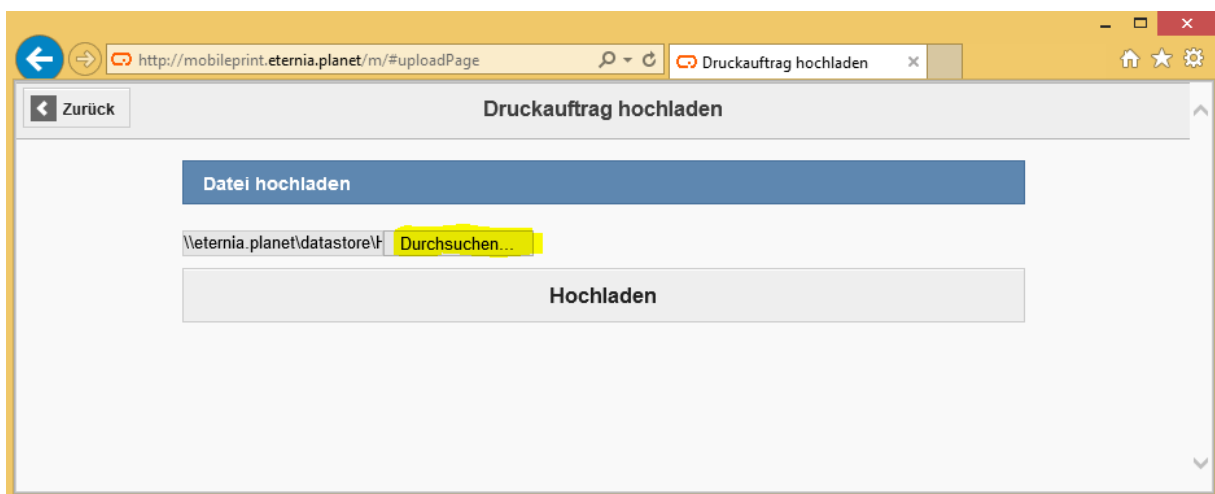 http://mobileprint.eternia.planet/m/#uploadPage
Druckauftrag hochladen
Zurück
Druckauftrag hochladen
Datei hochladen
\\eternia.planet\datastore\H
Durchsuchen...
Hochladen